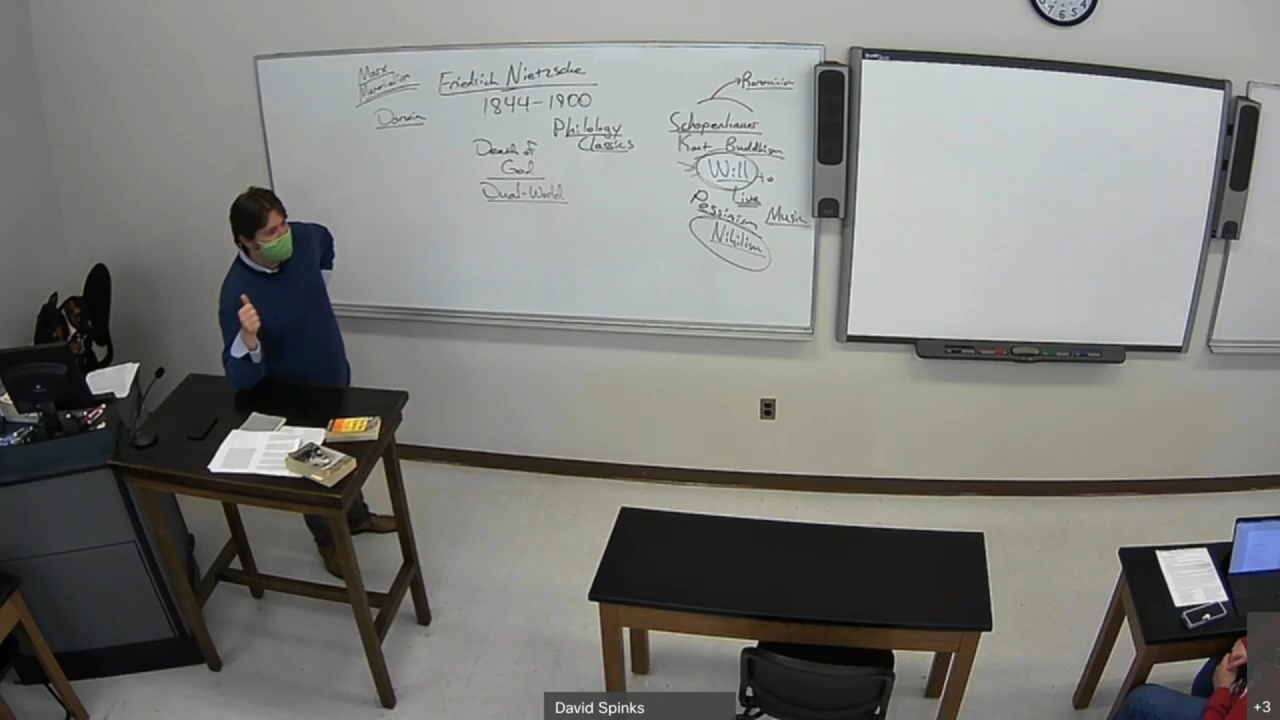 Marx
Materialism
Darwin
Friedrich Nietzsche
1844-1900
Philology
Classics
Death of
God
Dual-World
Schopenhauer
Kant Buddhism
Will to
Live
Pessimism Music
Nihilism
David Spinks
+3